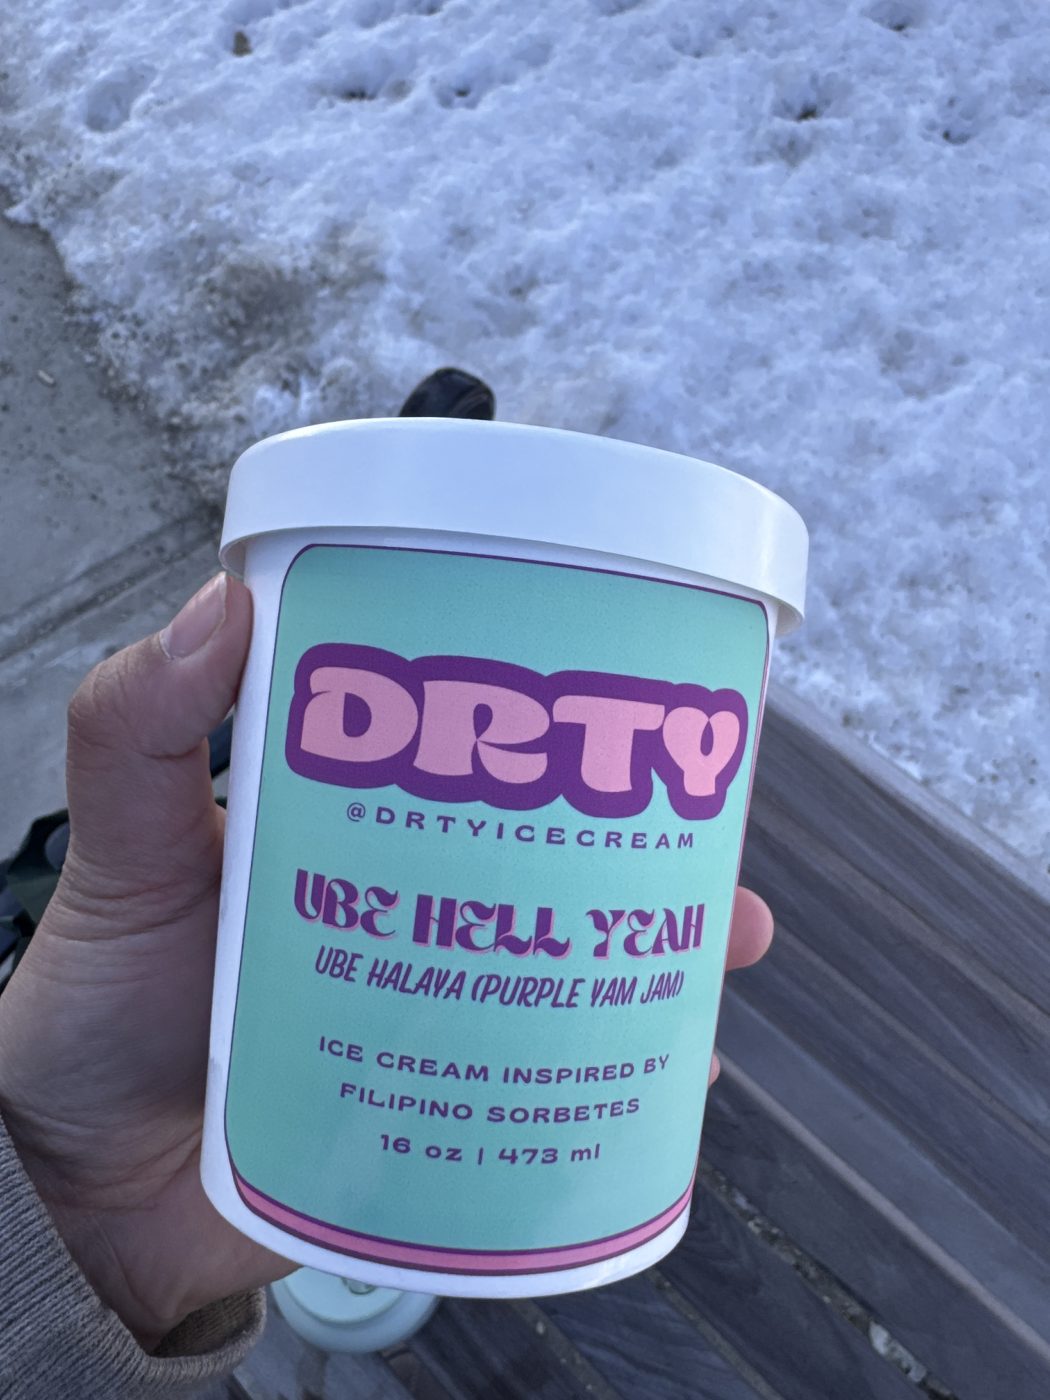 DRTY
@DRTYICECREAM
UBE HELL YEAH
UBE HALAYA (PURPLE YAM JAM)
ICE CREAM INSPIRED BY
FILIPINO SORBETES
16 oz | 473 ml